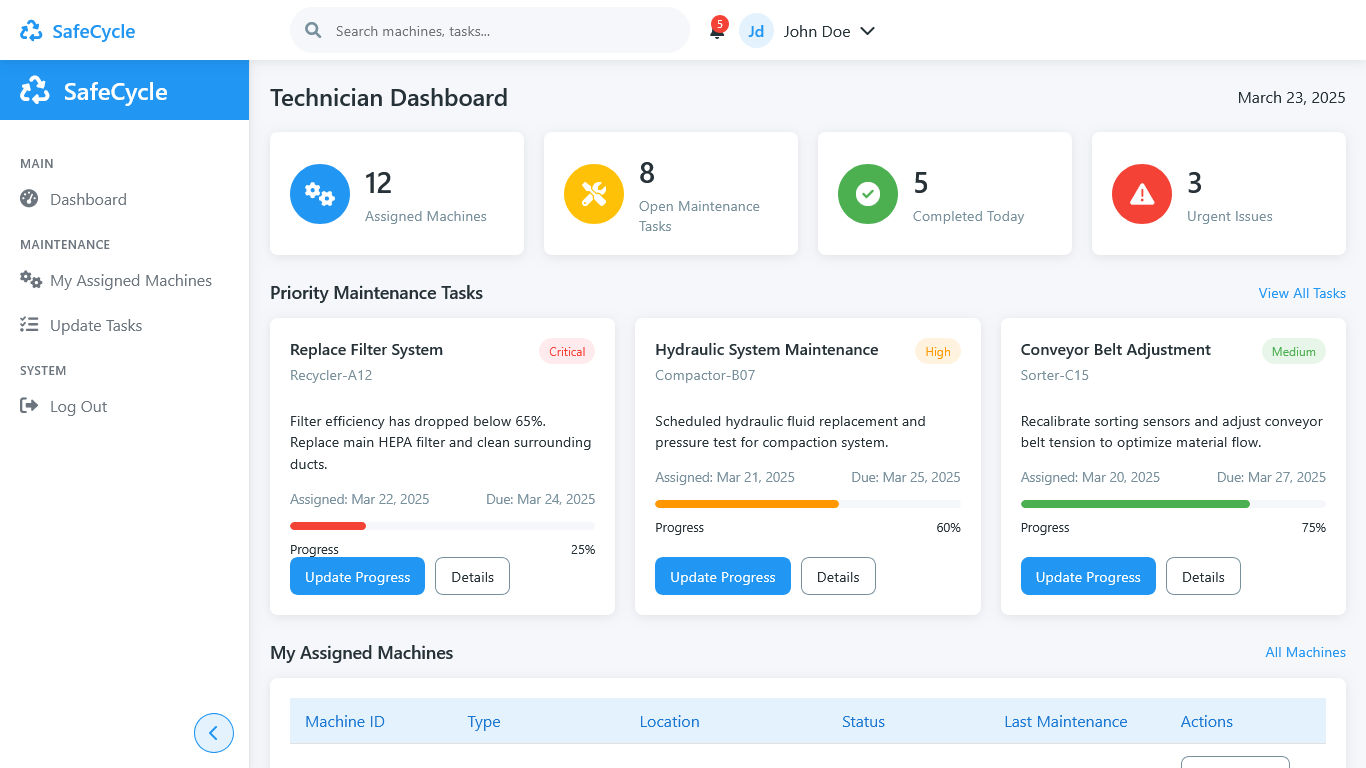 SafeCycle
Search machines, tasks...
5
Jd
John Doe
SafeCycle
MAIN
Dashboard
MAINTENANCE
My Assigned Machines
Update Tasks
SYSTEM
Log Out
Technician Dashboard
March 23, 2025
12
Assigned Machines
8
Open Maintenance
Tasks
5
Completed Today
3
Urgent Issues
Priority Maintenance Tasks
View All Tasks
Replace Filter System
Critical
Recycler-A12
Filter efficiency has dropped below 65%.
Replace main HEPA filter and clean surrounding
ducts.
Assigned: Mar 22, 2025
Due: Mar 24, 2025
Progress
25%
Update Progress
Details
Hydraulic System Maintenance
High
Compactor-B07
Scheduled hydraulic fluid replacement and
pressure test for compaction system.
Assigned: Mar 21, 2025
Due: Mar 25, 2025
Progress
60%
Update Progress
Details
Conveyor Belt Adjustment
Medium
Sorter-C15
Recalibrate sorting sensors and adjust conveyor
belt tension to optimize material flow.
Assigned: Mar 20, 2025
Due: Mar 27, 2025
Progress
75%
Update Progress
Details
My Assigned Machines
All Machines
Machine ID
Type
Location
Status
Last Maintenance
Actions